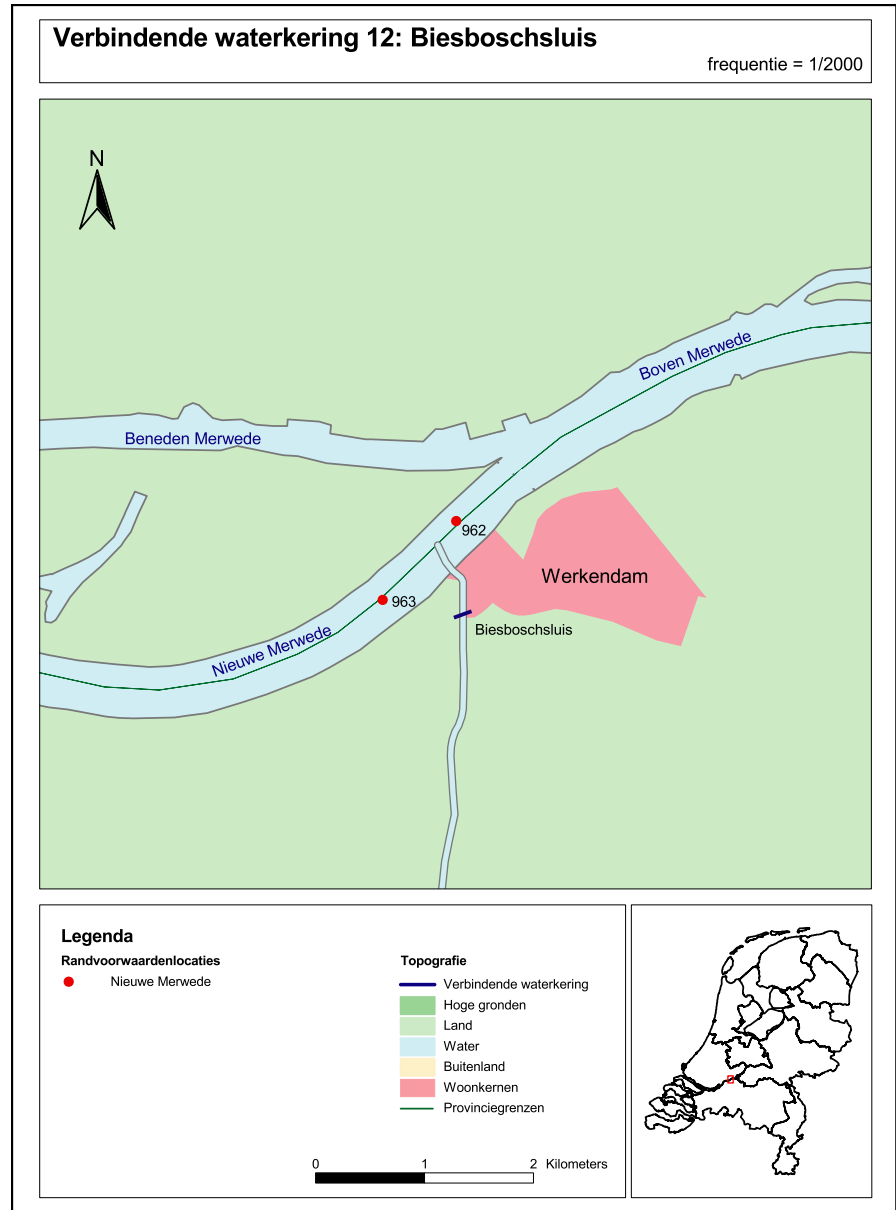 Verbindende waterkering 12: Biesboschsluis
frequentie = 1/2000
N
Boven Merwede
Beneden Merwede
962
Werkendam
963
Biesboschsluis
Nieuwe Merwede
Legenda
Randvoorwaardenlocaties
Nieuwe Merwede
Topografie
Verbindende waterkering
Hoge gronden
Land
Water
Buitenland
Woonkernen
Provinciegrenzen
0 1 2 Kilometers